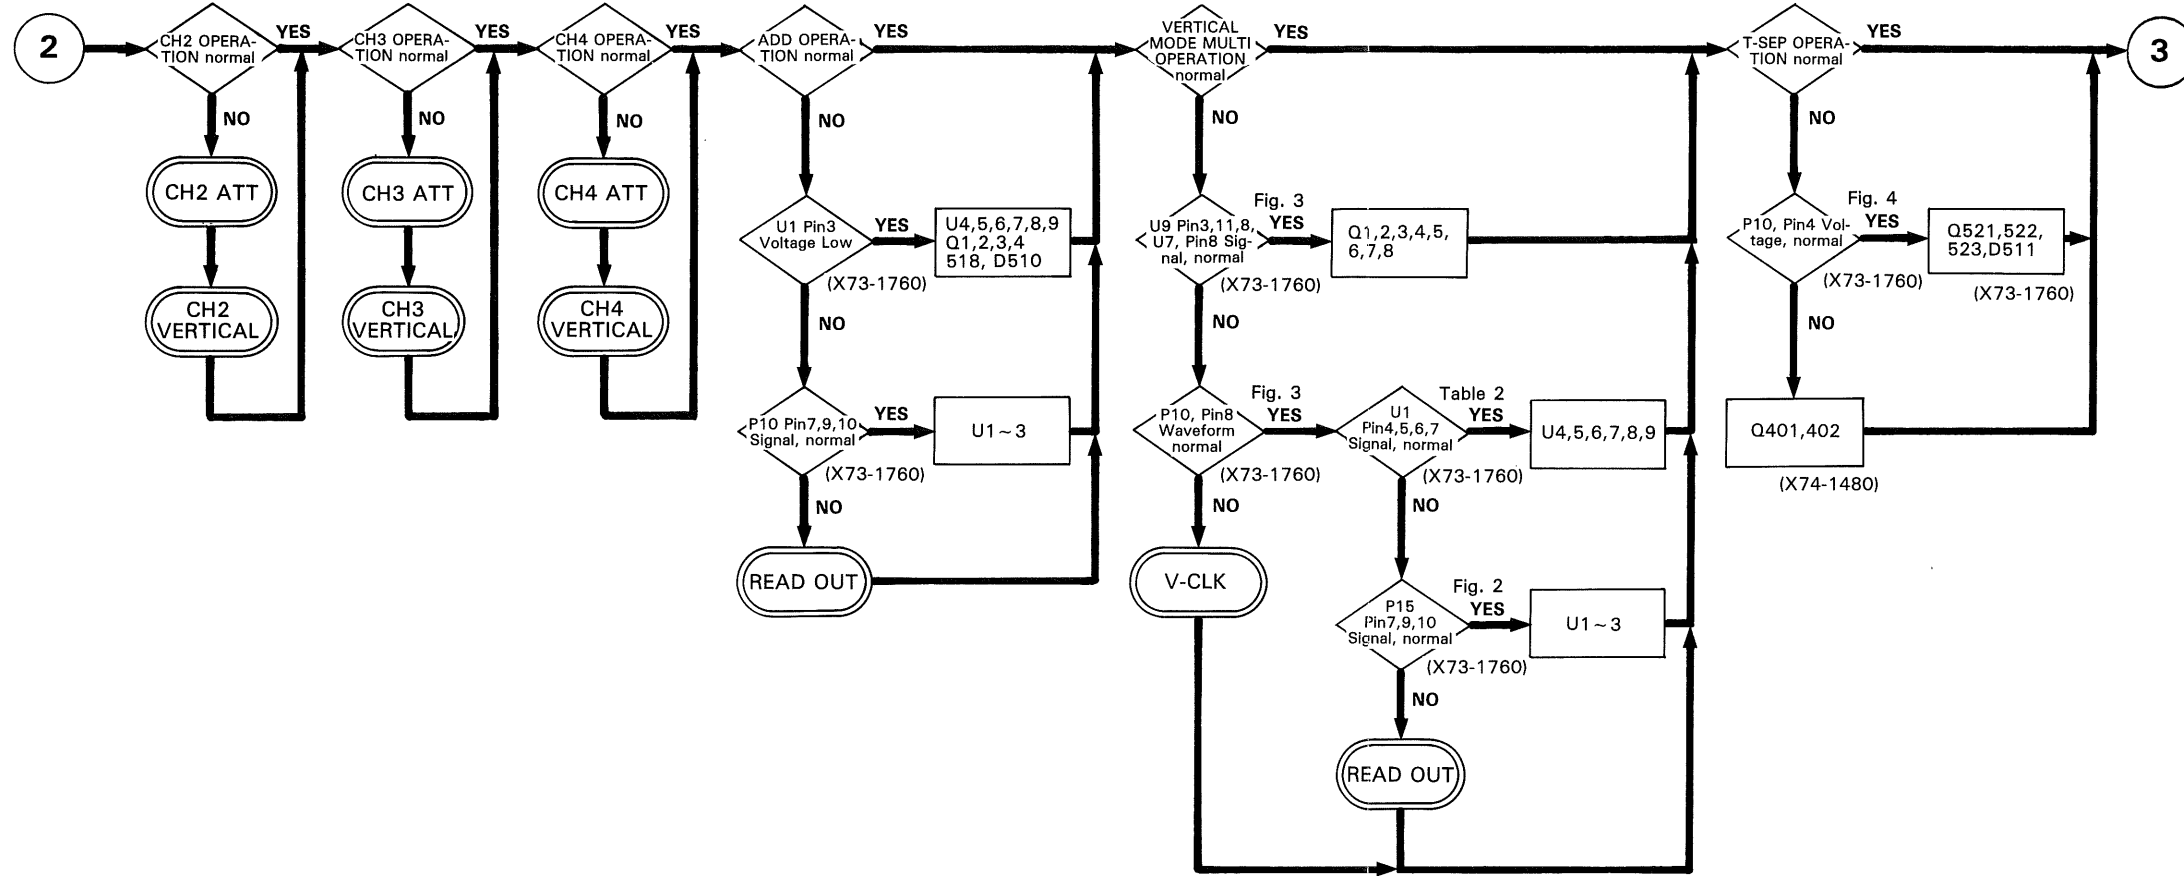 2
CH2 OPERA-
TION normal
YES
NO
CH2 ATT
CH2
VERTICAL
CH3 OPERA-
TION normal
YES
NO
CH3 ATT
CH3
VERTICAL
CH4 OPERA-
TION normal
YES
NO
CH4 ATT
CH4
VERTICAL
ADD OPERA-
TION normal
YES
NO
U1 Pin3
Voltage Low
YES
(X73-1760)
U4,5,6,7,8,9
Q1,2,3,4
518, D510
NO
P10 Pin7,9,10
Signal, normal
YES
(X73-1760)
U1~3
NO
READ OUT
VERTICAL
MODE MULTI
OPERATION
normal
YES
NO
U9 Pin3,11,8,
U7, Pin8 Sig-
nal, normal
Fig. 3
YES
(X73-1760)
Q1,2,3,4,5,
6,7,8
NO
P10, Pin8
Waveform
normal
Fig. 3
YES
(X73-1760)
NO
V-CLK
U1
Pin4,5,6,7
Signal, normal
Table 2
YES
(X73-1760)
U4,5,6,7,8,9
NO
P15
Pin7,9,10
Signal, normal
Fig. 2
YES
(X73-1760)
U1~3
NO
READ OUT
T-SEP OPERA-
TION normal
YES
NO
P10, Pin4 Vol-
tage, normal
Fig. 4
YES
(X73-1760)
Q521,522,
523,D511
(X73-1760)
NO
Q401,402
(X74-1480)
3